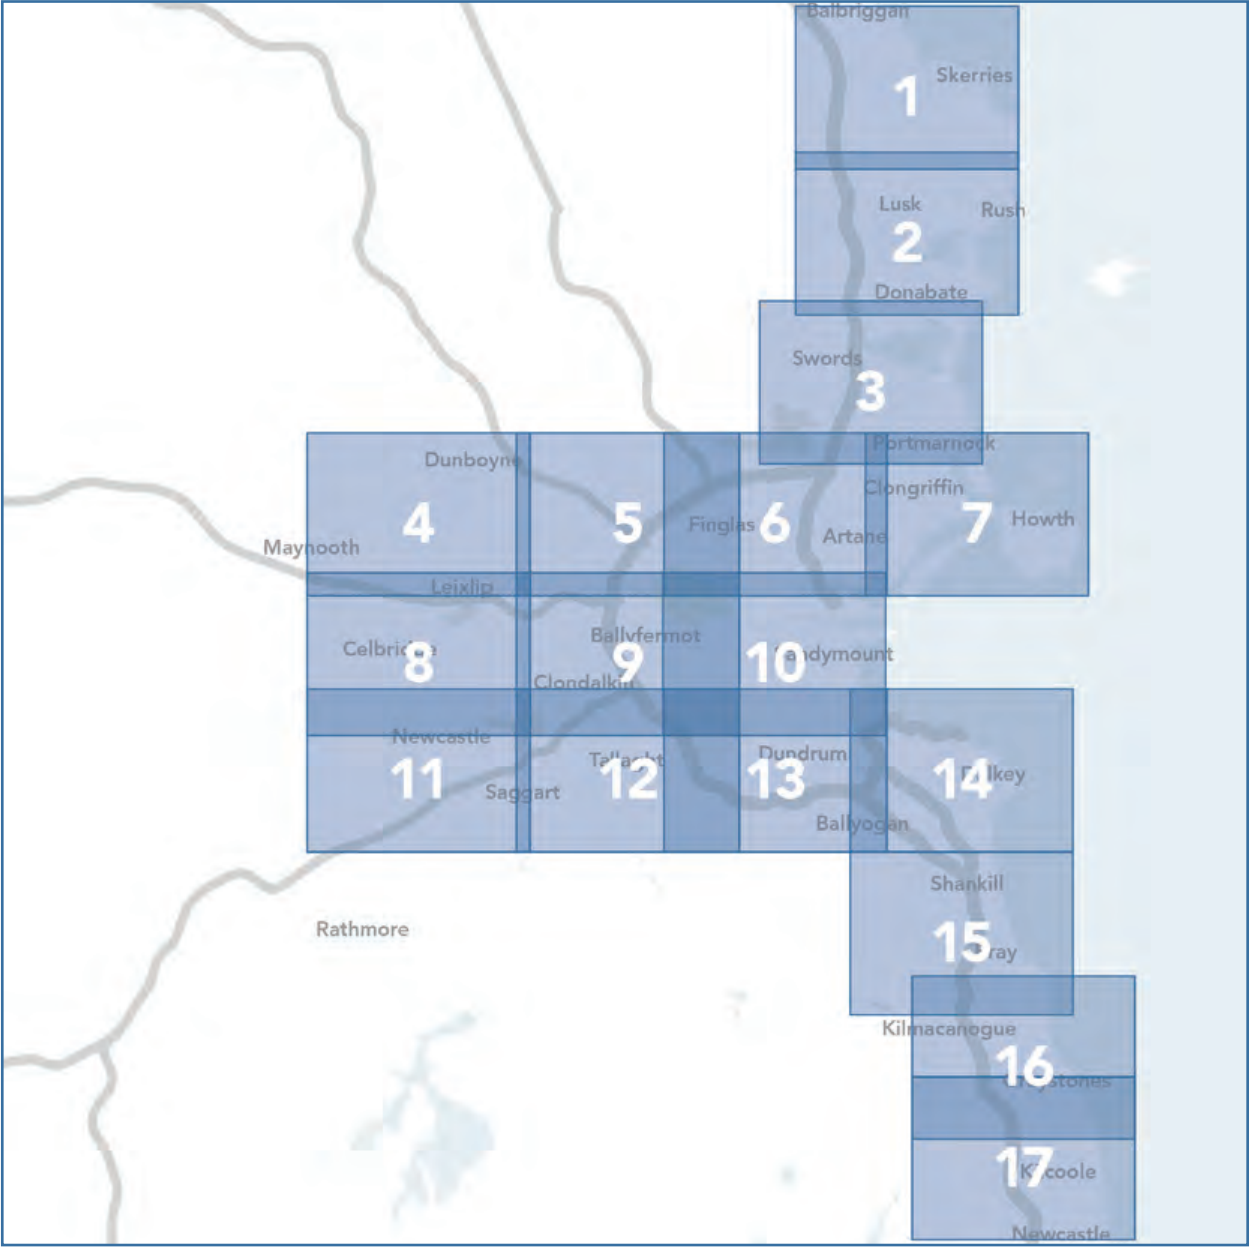 Balbriggan
Skerries
1
Lusk
Rush
2
Donabate
Swords
3
Portmarnock
Dunboyne
Clongriffin
4
5
Finglas
6
7
Howth
Artane
Maynooth
Leixlip
Ballyfermot
Celbridge
8
9
10
Sandymount
Clondalkin
Newcastle
Tallaght
Dundrum
11
12
13
14
Dalkey
Saggart
Ballyogan
Shankill
Rathmore
15
Bray
Kilmacanogue
16
Greystones
17
Kilcoole
Newcastle